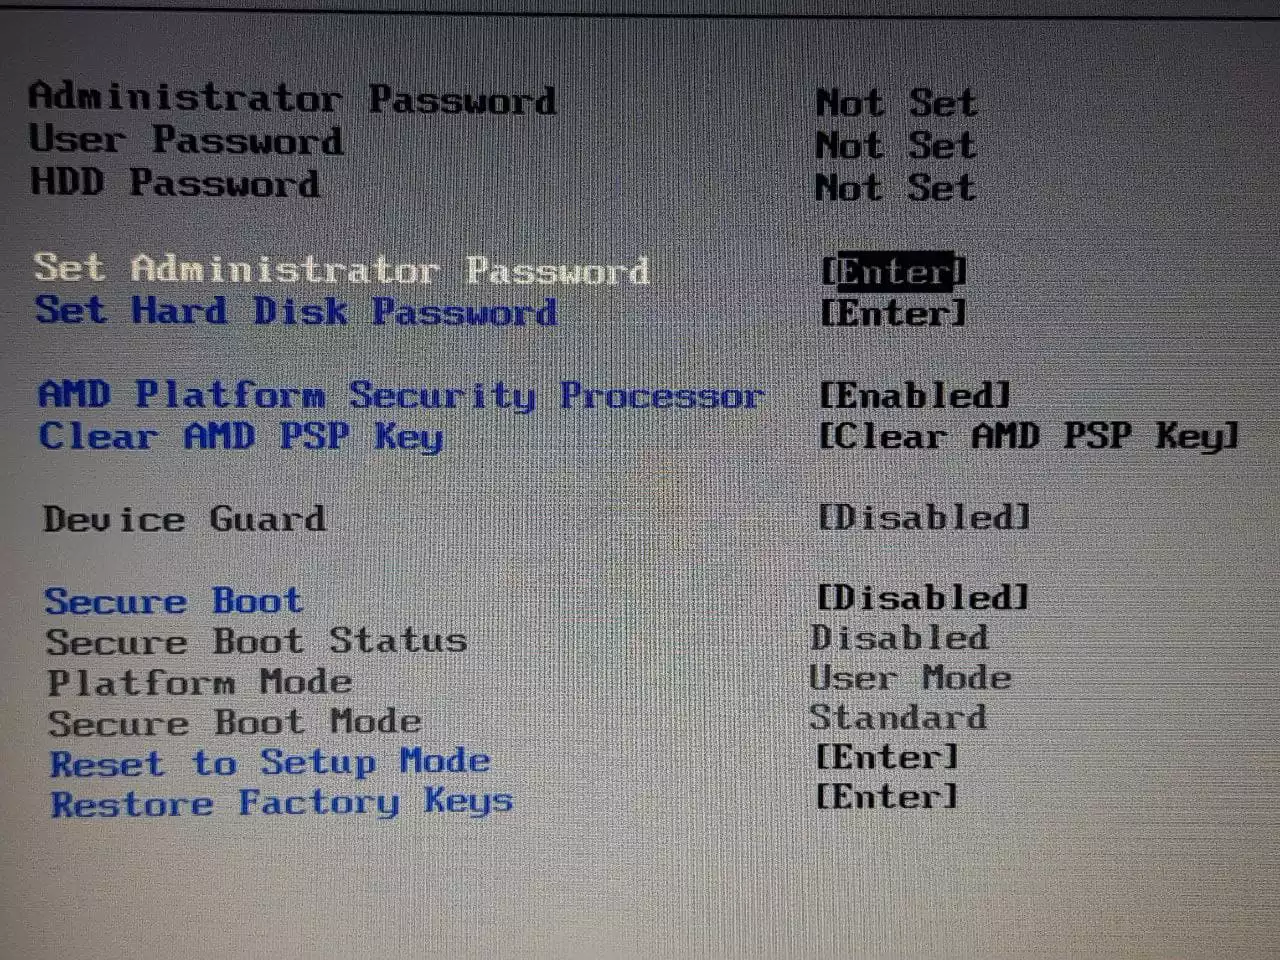 Administrator Password Not Set
User Password Not Set
HDD Password Not Set
Set Administrator Password [Enter]
Set Hard Disk Password [Enter]
AMD Platform Security Processor [Enabled]
Clear AMD PSP Key [Clear AMD PSP Key]
Device Guard [Disabled]
Secure Boot [Disabled]
Secure Boot Status Disabled
Platform Mode User Mode
Secure Boot Mode Standard
Reset to Setup Mode [Enter]
Restore Factory Keys [Enter]